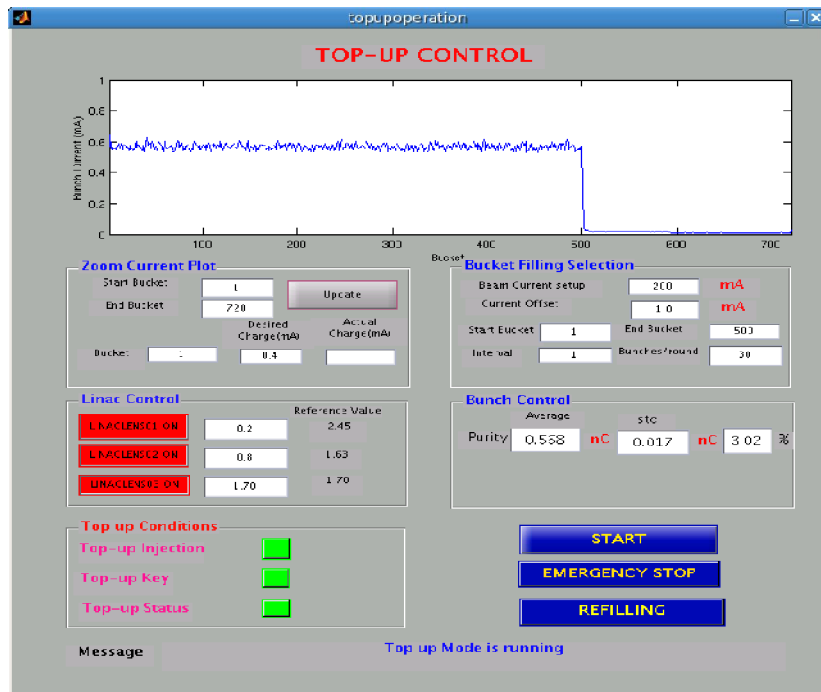 topupoperation
TOP-UP CONTROL
Bunch Current (mA)
1
0.8
0.6
0.4
0.2
0
100 200 300 400 500 600 700
Bucket
Zoom Current Plot
Start Bucket 1
End Bucket 720
Update
Desired Charge(mA)
Actual Charge(mA)
Bucket 1 0.4
Bucket Filling Selection
Beam Current setup 200 mA
Current Offset 1.0 mA
Start Bucket 1 End Bucket 500
Interval 1 Bunches/round 30
Linac Control
Reference Value
LINACLENS01 ON 0.2 2.45
LINACLENS02 ON 0.8 1.63
LINACLENS03 ON 1.70 1.70
Bunch Control
Average std
Purity 0.558 nC 0.017 nC 3.02 %
Top up Conditions
Top-up Injection
Top-up Key
Top-up Status
START
EMERGENCY STOP
REFILLING
Message Top up Mode is running